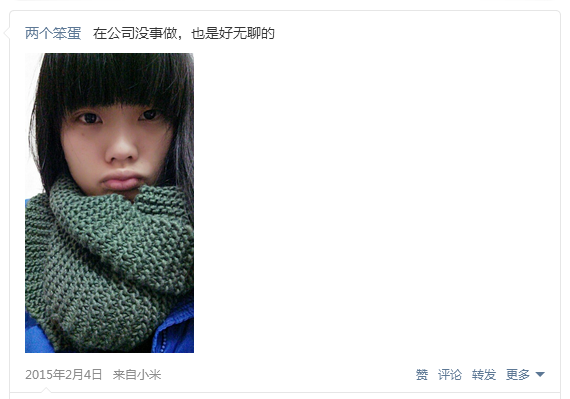 两个笨蛋 在公司没事做，也是好无聊的
2015年2月4日 来自小米 赞 评论 转发 更多